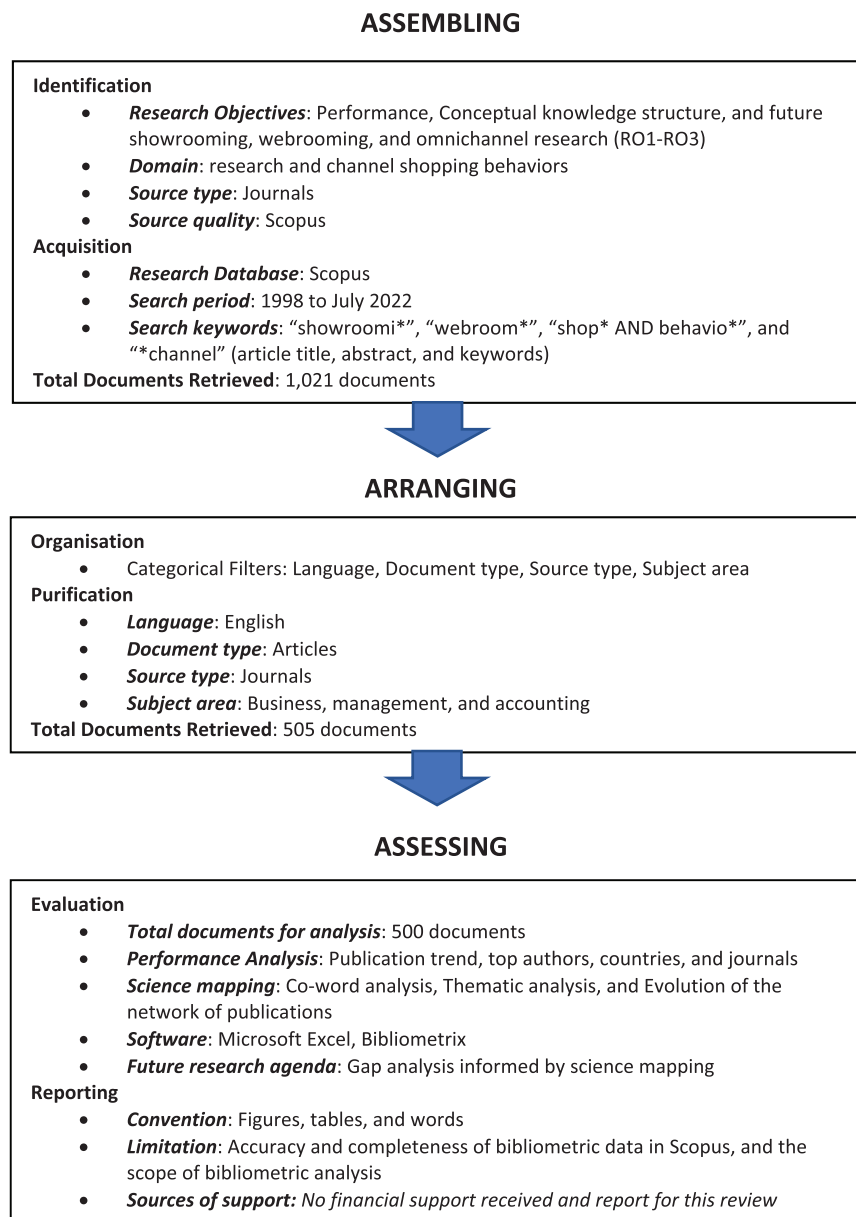 ASSEMBLING
Identification
• Research Objectives: Performance, Conceptual knowledge structure, and future
showrooming, webrooming, and omnichannel research (RO1-RO3)
• Domain: research and channel shopping behaviors
• Source type: Journals
• Source quality: Scopus
Acquisition
• Research Database: Scopus
• Search period: 1998 to July 2022
• Search keywords: “showroomi*”, “webroom*”, “shop* AND behavio*”, and
“*channel” (article title, abstract, and keywords)
Total Documents Retrieved: 1,021 documents
ARRANGING
Organisation
• Categorical Filters: Language, Document type, Source type, Subject area
Purification
• Language: English
• Document type: Articles
• Source type: Journals
• Subject area: Business, management, and accounting
Total Documents Retrieved: 505 documents
ASSESSING
Evaluation
• Total documents for analysis: 500 documents
• Performance Analysis: Publication trend, top authors, countries, and journals
• Science mapping: Co-word analysis, Thematic analysis, and Evolution of the
network of publications
• Software: Microsoft Excel, Bibliometrix
• Future research agenda: Gap analysis informed by science mapping
Reporting
• Convention: Figures, tables, and words
• Limitation: Accuracy and completeness of bibliometric data in Scopus, and the
scope of bibliometric analysis
• Sources of support: No financial support received and report for this review